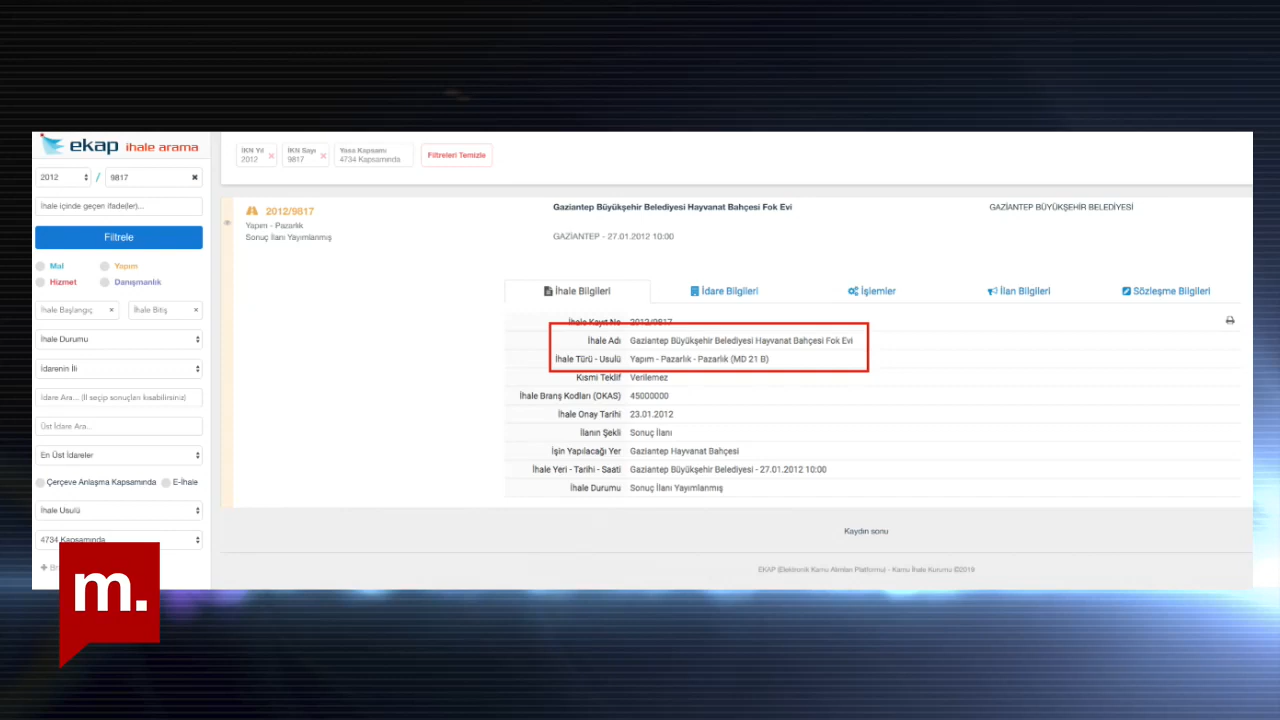 ekap ihale arama
2012 / 9817
İhale içinde geçen ifade(ler)...
Filtrele
Mal
Yapım
Hizmet
Danışmanlık
İhale Başlangıç
İhale Bitiş
İhale Durumu
İdarenin İli
İdare Ara... (İl seçip sonuçları kısabilirsiniz)
Üst İdare Ara...
En Üst İdareler
Çerçeve Anlaşma Kapsamında
E-İhale
İhale Usulü
4734 Kapsamında
m.
İKN Yıl
2012
İKN Sayı
9817
Yasa Kapsamı
4734 Kapsamında
Filtreleri Temizle
2012/9817
Yapım - Pazarlık
Sonuç İlanı Yayımlanmış
Gaziantep Büyükşehir Belediyesi Hayvanat Bahçesi Fok Evi
GAZİANTEP - 27.01.2012 10:00
GAZİANTEP BÜYÜKŞEHİR BELEDİYESİ
İhale Bilgileri
İdare Bilgileri
İşlemler
İlan Bilgileri
Sözleşme Bilgileri
İhale Kayıt No 2012/9817
İhale Adı Gaziantep Büyükşehir Belediyesi Hayvanat Bahçesi Fok Evi
İhale Türü - Usulü Yapım - Pazarlık - Pazarlık (MD 21 B)
Kısmi Teklif Verilemez
İhale Branş Kodları (OKAS) 45000000
İhale Onay Tarihi 23.01.2012
İlanın Şekli Sonuç İlanı
İşin Yapılacağı Yer Gaziantep Hayvanat Bahçesi
İhale Yeri - Tarihi - Saati Gaziantep Büyükşehir Belediyesi - 27.01.2012 10:00
İhale Durumu Sonuç İlanı Yayımlanmış
Kaydın sonu
EKAP (Elektronik Kamu Alımları Platformu) - Kamu İhale Kurumu ©2019